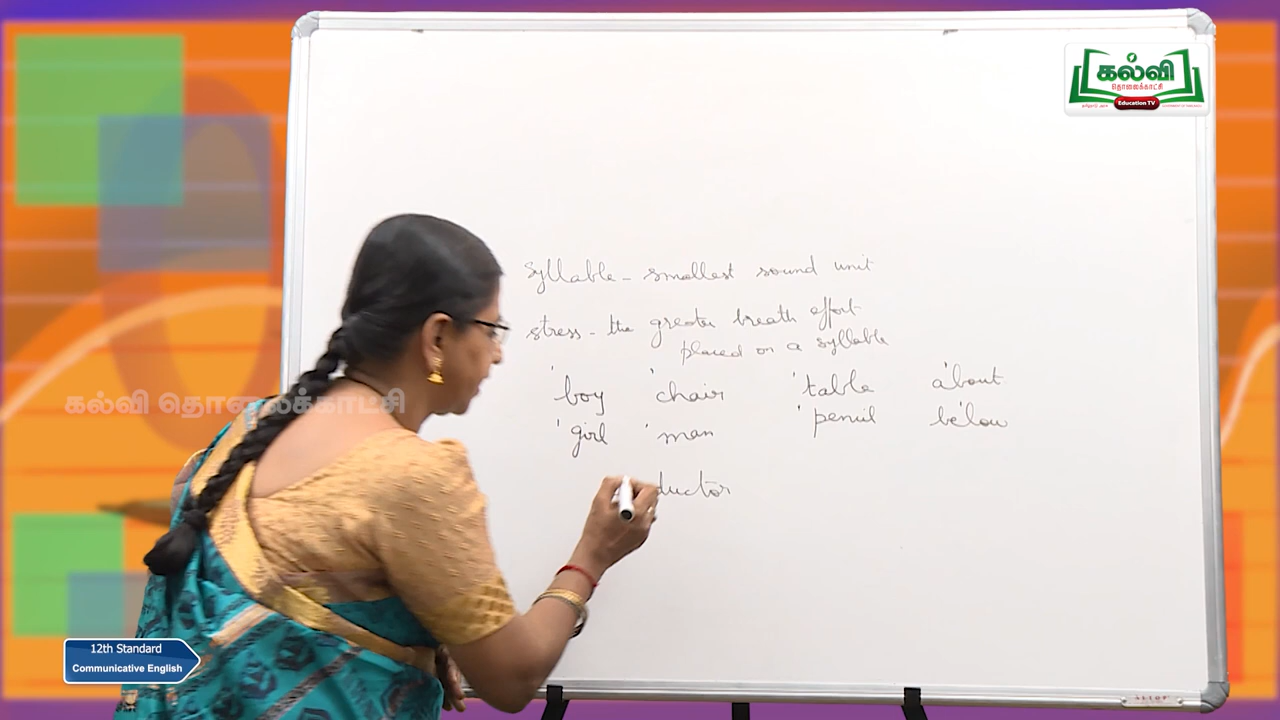 கல்வி
தொலைக்காட்சி
Education TV
Syllable - smallest sound unit
stress - the greater breath effort
placed on a syllable
'boy 'chair 'table a'bout
'girl 'man 'pencil be'low
ductor
கல்வி தொலைக்காட்சி
12th Standard
Communicative English